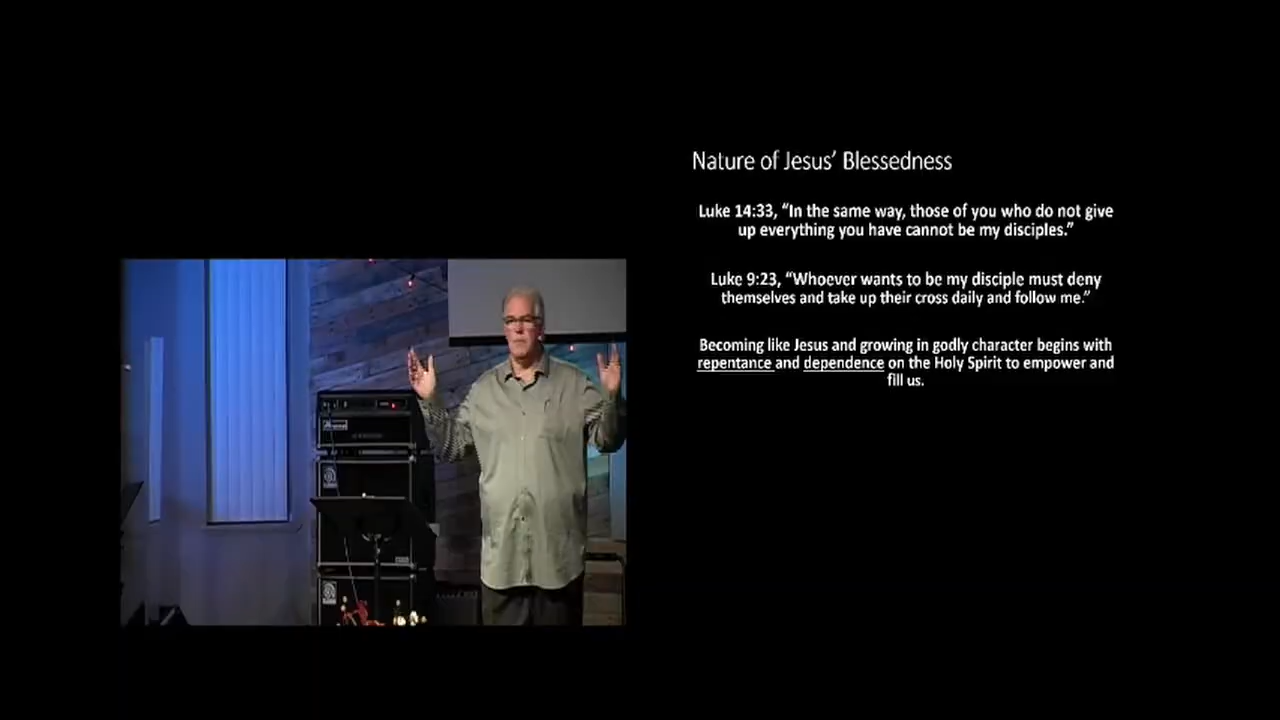 Nature of Jesus’ Blessedness
Luke 14:33, “In the same way, those of you who do not give
up everything you have cannot be my disciples.”
Luke 9:23, “Whoever wants to be my disciple must deny
themselves and take up their cross daily and follow me.”
Becoming like Jesus and growing in godly character begins with
repentance and dependence on the Holy Spirit to empower and
fill us.